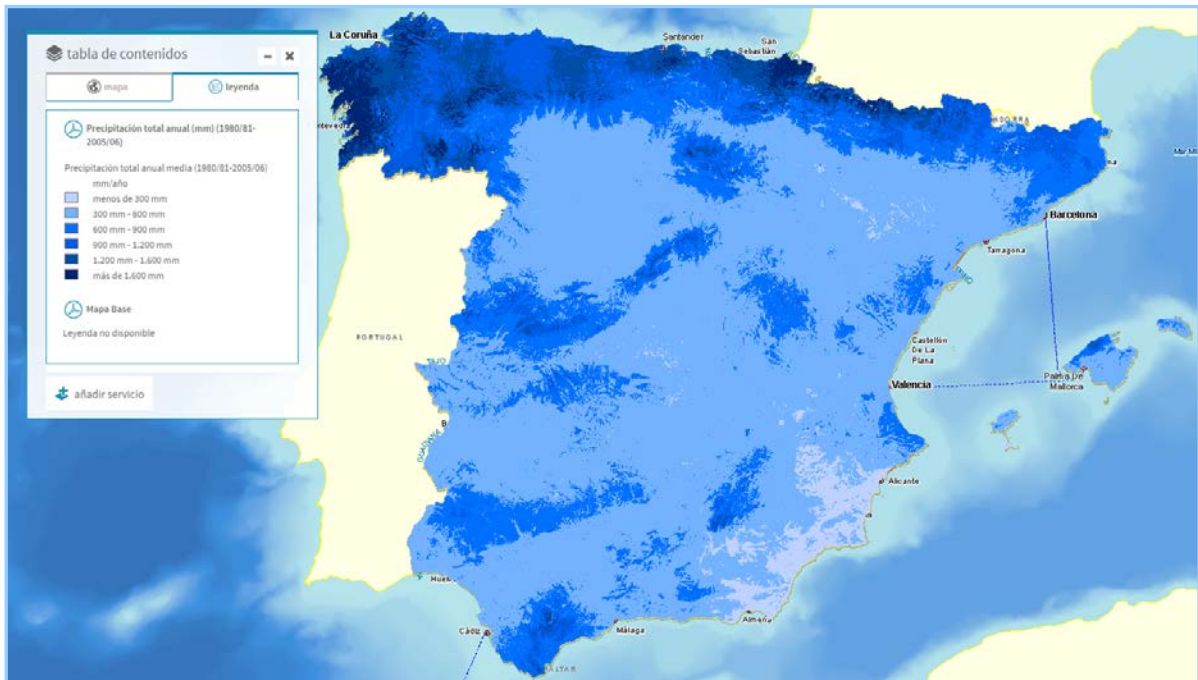 tabla de contenidos
mapa
leyenda
Precipitación total anual (mm) (1980/81-
2005/06)
Precipitación total anual media (1980/81-2005/06)
mm/año
menos de 300 mm
300 mm - 600 mm
600 mm - 900 mm
900 mm - 1.200 mm
1.200 mm - 1.600 mm
más de 1.600 mm
Mapa Base
Leyenda no disponible
añadir servicio
La Coruña
Santander
San
Sebastián
Barcelona
Tarragona
PORTUGAL
TAJO
Castellón
De La
Plana
Valencia
Palma De
Mallorca
GUADIANA
Alicante
Cádiz
Málaga
Almería